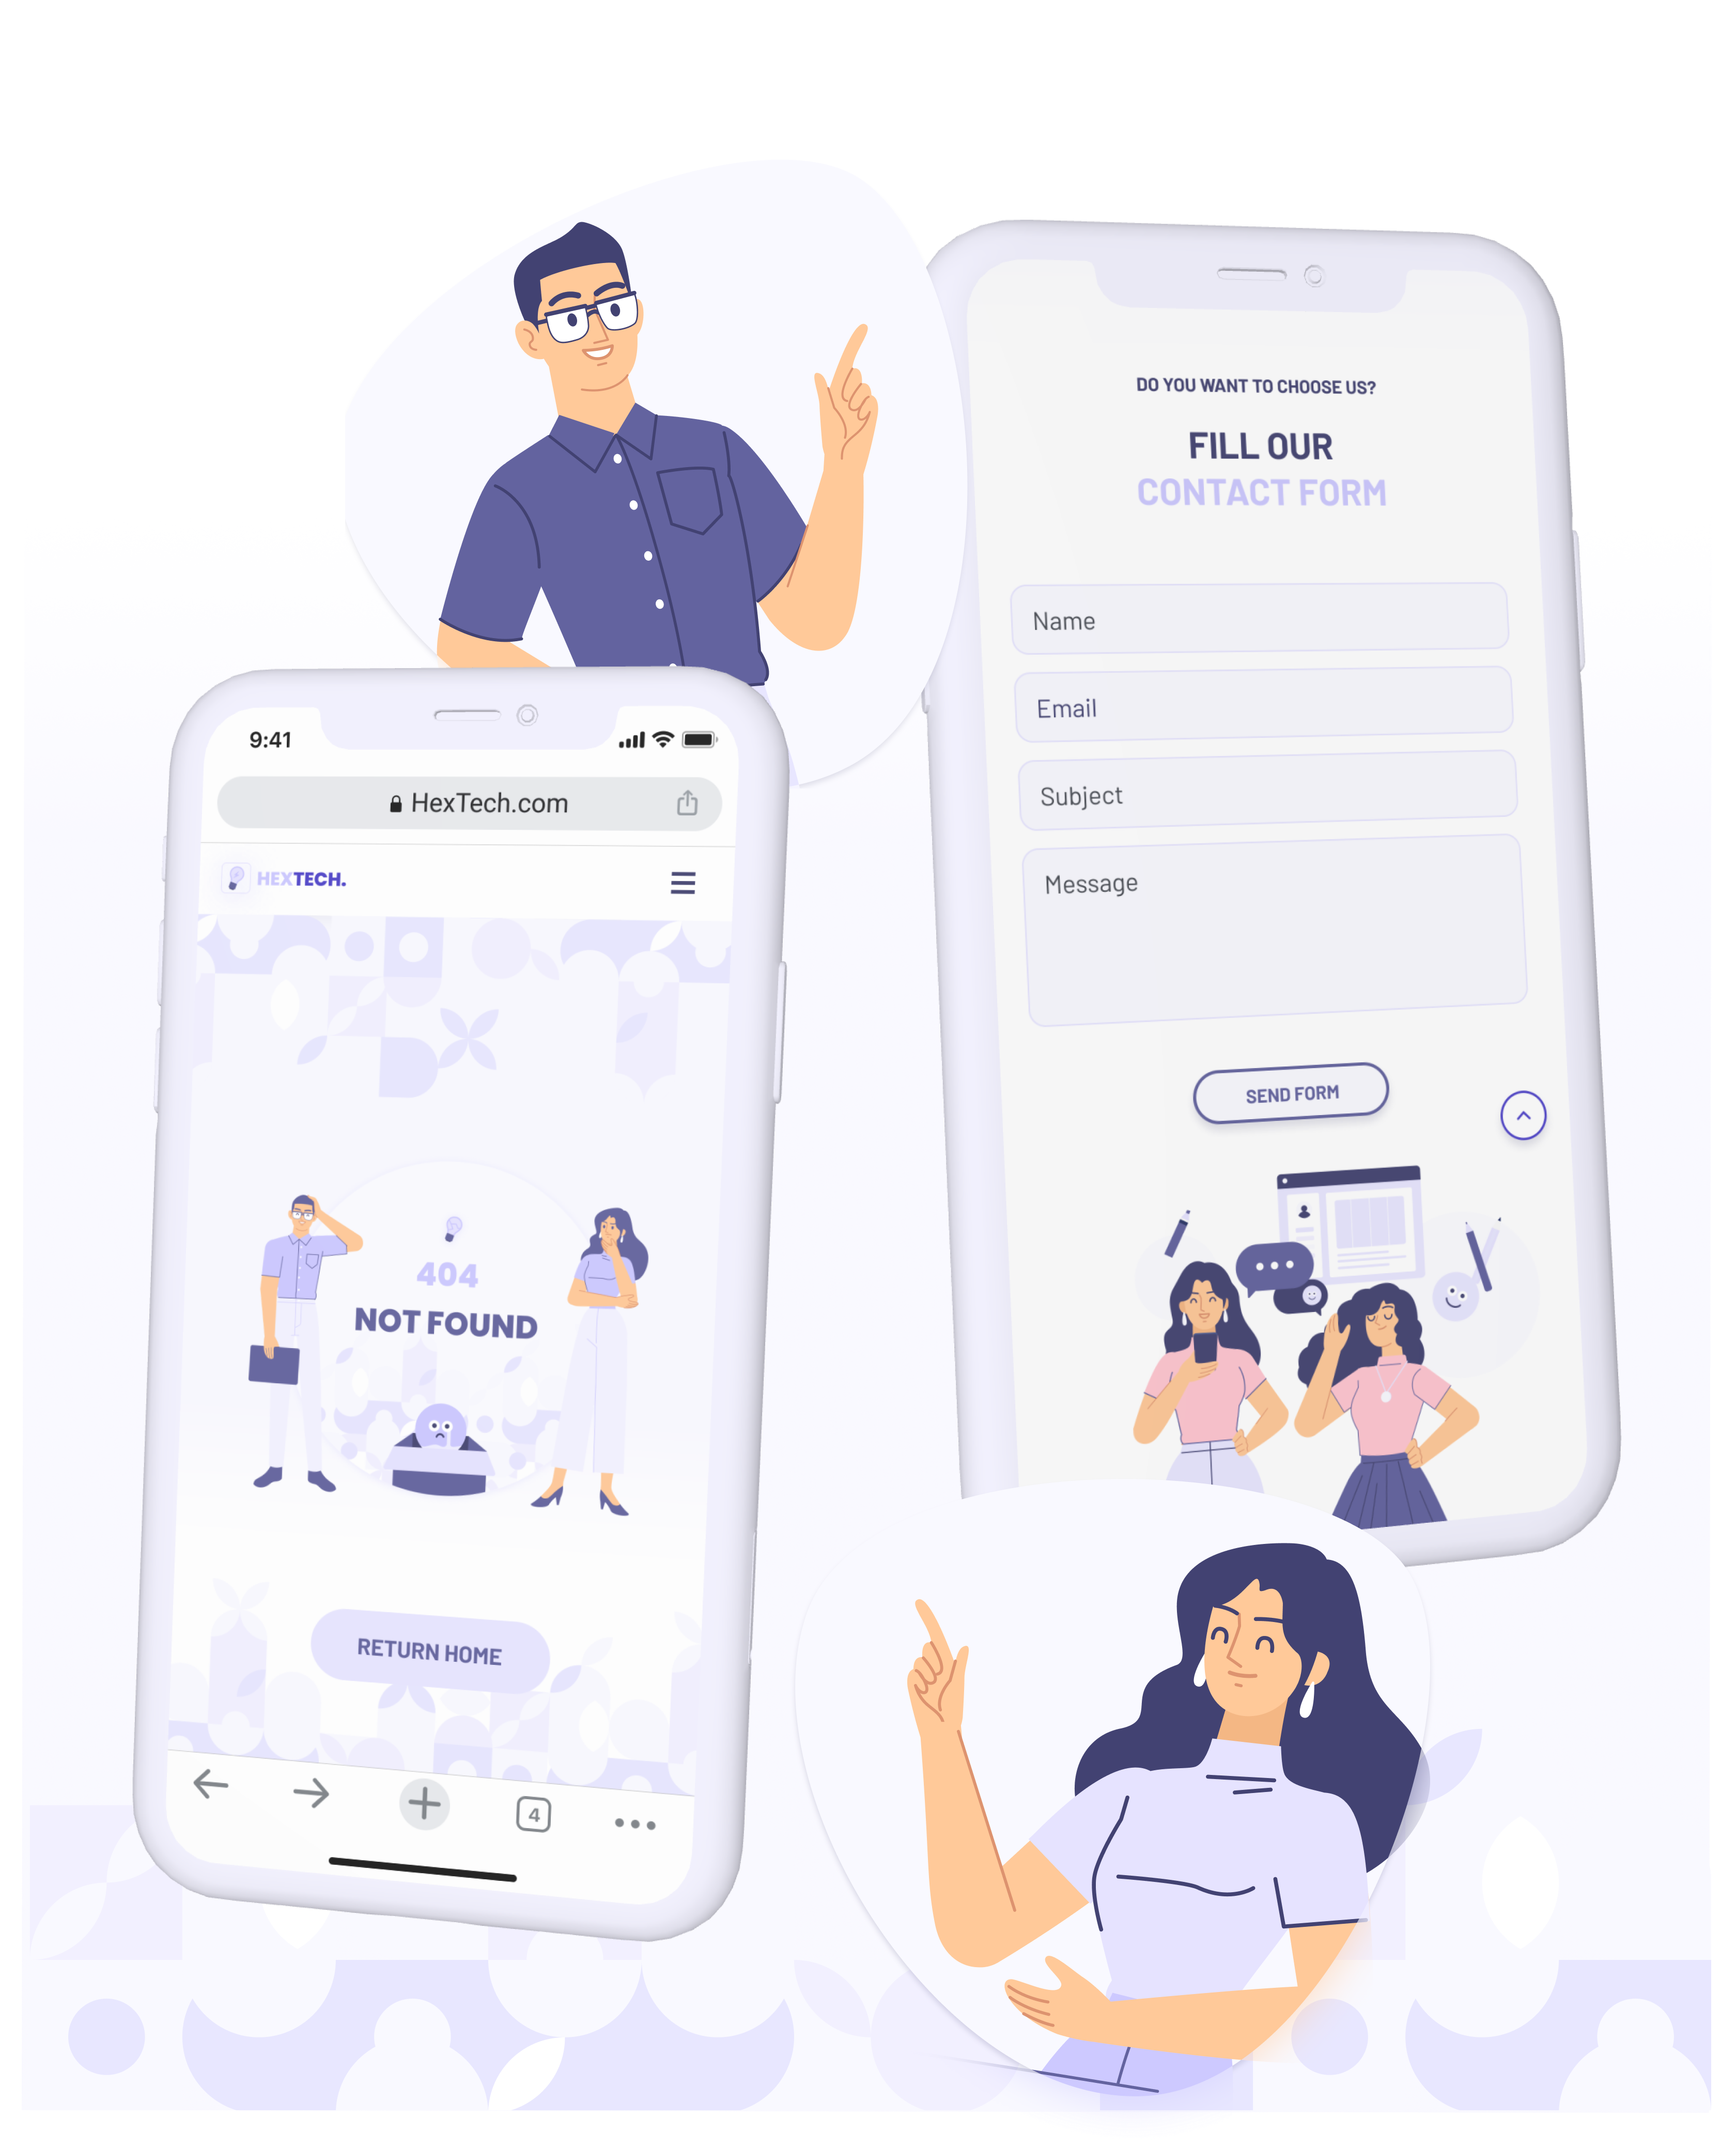 DO YOU WANT TO CHOOSE US?
FILL OUR
CONTACT FORM
Name
Email
Subject
Message
SEND FORM
9:41
HexTech.com
HEXTECH.
404
NOT FOUND
RETURN HOME
4